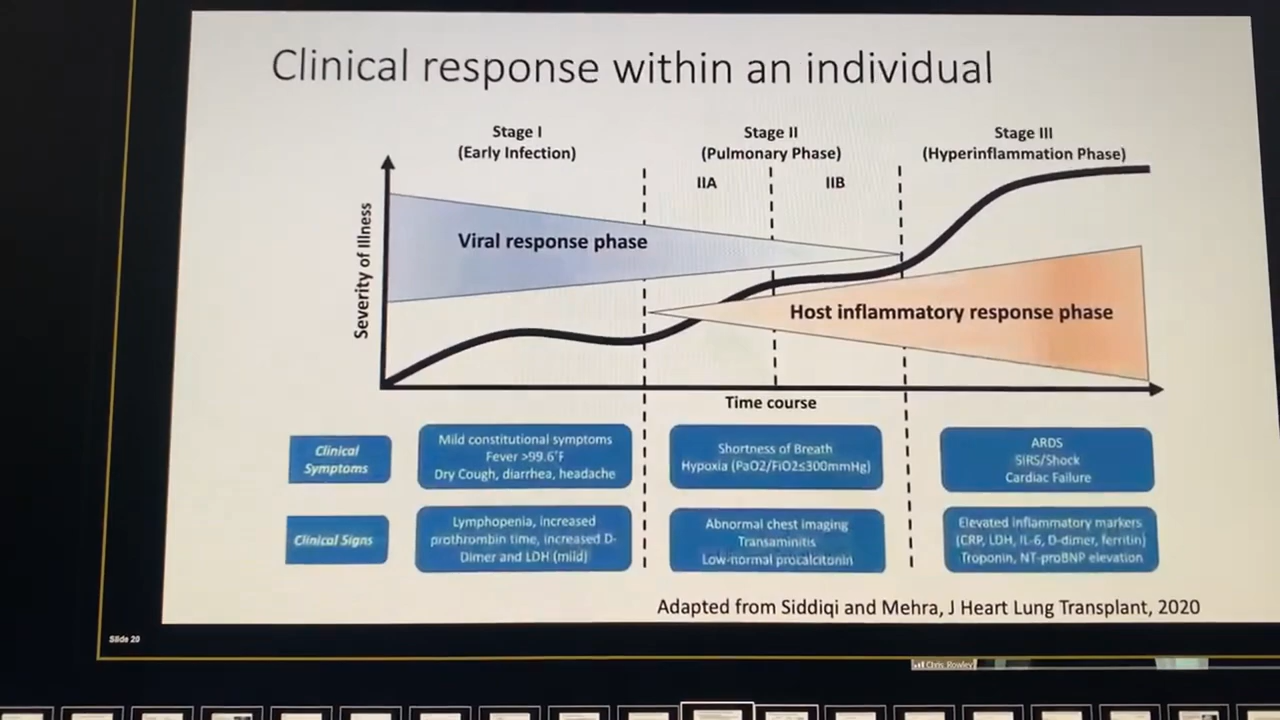 Clinical response within an individual
Stage I
(Early Infection)
Stage II
(Pulmonary Phase)
Stage III
(Hyperinflammation Phase)
IIA
IIB
Severity of Illness
Viral response phase
Host inflammatory response phase
Time course
Clinical
Symptoms
Mild constitutional symptoms
Fever >99.6°F
Dry Cough, diarrhea, headache
Shortness of Breath
Hypoxia (PaO2/FiO2≤300mmHg)
ARDS
SIRS/Shock
Cardiac Failure
Clinical Signs
Lymphopenia, increased
prothrombin time, increased D-
Dimer and LDH (mild)
Abnormal chest imaging
Transaminitis
Low-normal procalcitonin
Elevated inflammatory markers
(CRP, LDH, IL-6, D-dimer, ferritin)
Troponin, NT-proBNP elevation
Adapted from Siddiqi and Mehra, J Heart Lung Transplant, 2020
Slide 20
Chris Rowley